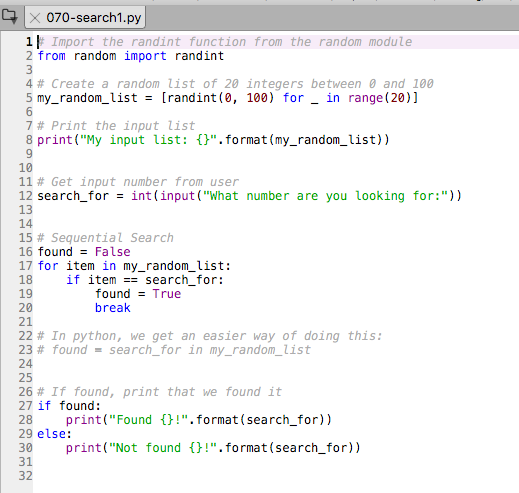 070-search1.py
1 # Import the randint function from the random module
2 from random import randint
3
4 # Create a random list of 20 integers between 0 and 100
5 my_random_list = [randint(0, 100) for _ in range(20)]
6
7 # Print the input list
8 print("My input list: {}".format(my_random_list))
9
10
11 # Get input number from user
12 search_for = int(input("What number are you looking for:"))
13
14
15 # Sequential Search
16 found = False
17 for item in my_random_list:
18     if item == search_for:
19         found = True
20         break
21
22 # In python, we get an easier way of doing this:
23 # found = search_for in my_random_list
24
25
26 # If found, print that we found it
27 if found:
28     print("Found {}!".format(search_for))
29 else:
30     print("Not found {}!".format(search_for))
31
32